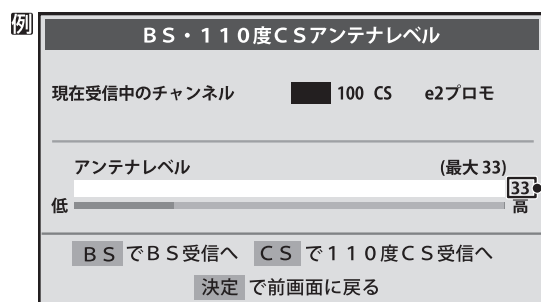 例
BS・110度CSアンテナレベル
現在受信中のチャンネル 100 CS e2プロモ
アンテナレベル (最大33)
33
低 高
BS でBS受信へ CS で110度CS受信へ
決定 で前画面に戻る